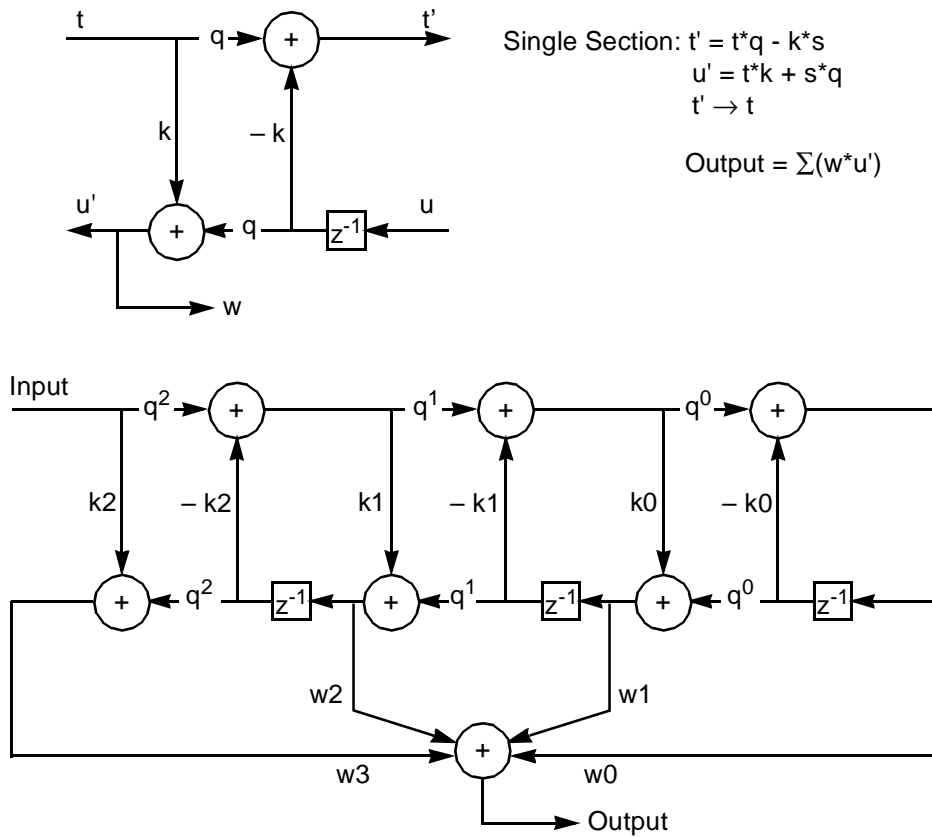 t
q
+
t'
Single Section: t' = t*q - k*s
u' = t*k + s*q
t' → t
k
– k
Output = ∑(w*u')
u'
+
q
z⁻¹
u
w
Input
q²
+
q¹
+
q⁰
+
k2
– k2
k1
– k1
k0
– k0
+
q²
z⁻¹
+
q¹
z⁻¹
+
q⁰
z⁻¹
w2
w1
+
w3
w0
Output